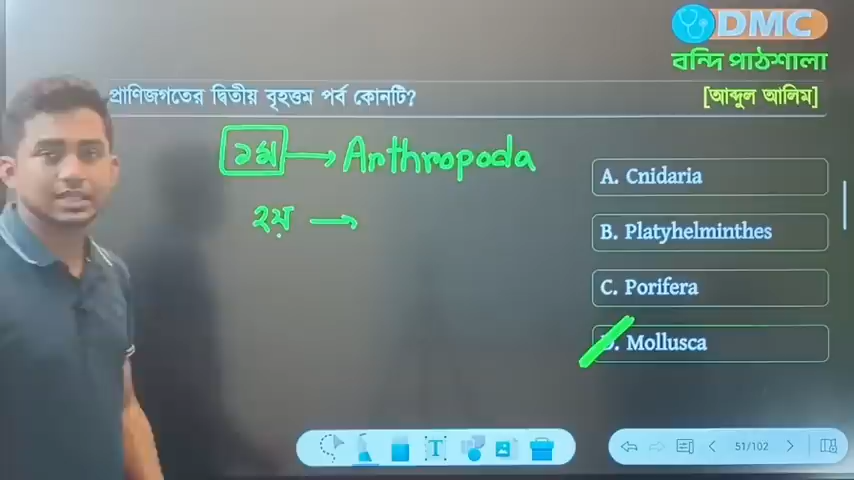 DMC
বন্দি পাঠশালা
প্রাণিজগতের দ্বিতীয় বৃহত্তম পর্ব কোনটি?
[আব্দুল আলিম]
১ম → Arthropoda
২য় →
A. Cnidaria
B. Platyhelminthes
C. Porifera
D. Mollusca
T
51/102